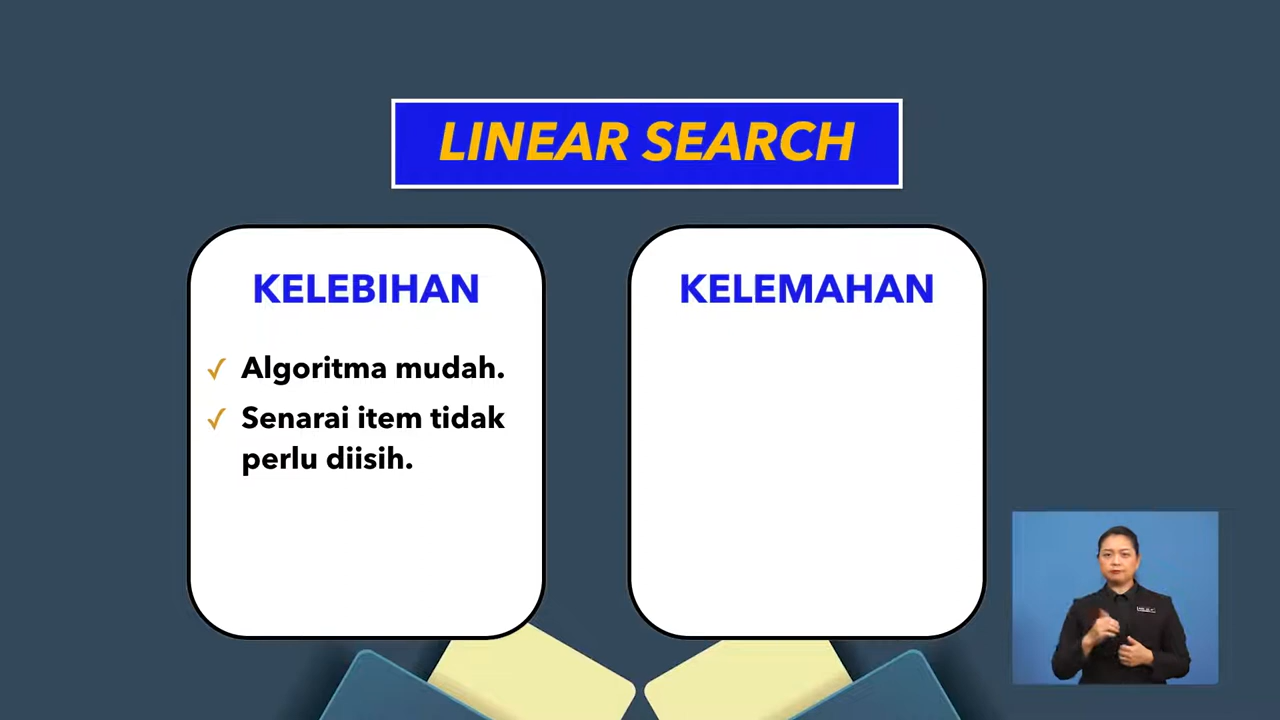 LINEAR SEARCH
KELEBIHAN
✓ Algoritma mudah.
✓ Senarai item tidak
perlu diisih.
KELEMAHAN